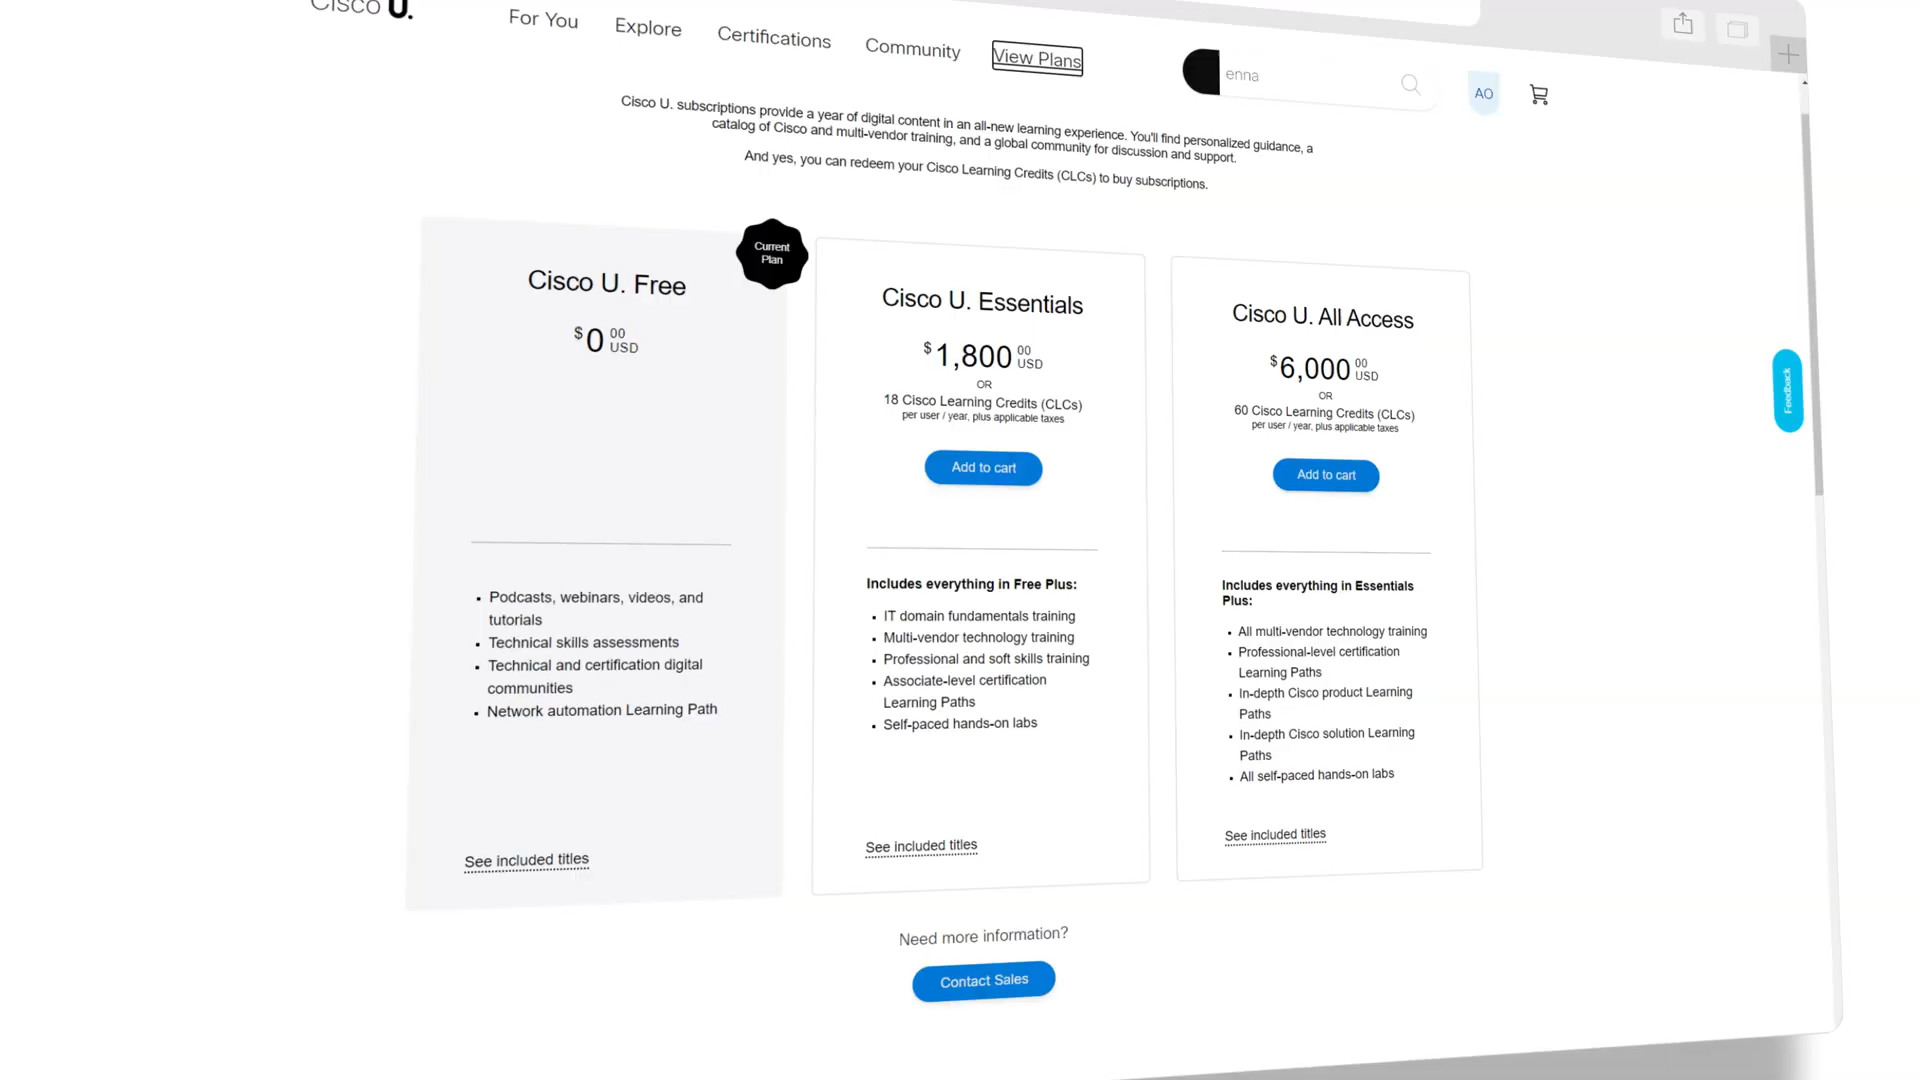 Cisco U.
For You
Explore
Certifications
Community
View Plans
enna
AO
Cisco U. subscriptions provide a year of digital content in an all-new learning experience. You'll find personalized guidance, a
catalog of Cisco and multi-vendor training, and a global community for discussion and support.
And yes, you can redeem your Cisco Learning Credits (CLCs) to buy subscriptions.
Current
Plan
Cisco U. Free
$0 00
USD
Podcasts, webinars, videos, and
tutorials
Technical skills assessments
Technical and certification digital
communities
Network automation Learning Path
See included titles
Cisco U. Essentials
$1,800 00
USD
OR
18 Cisco Learning Credits (CLCs)
per user / year, plus applicable taxes
Add to cart
Includes everything in Free Plus:
IT domain fundamentals training
Multi-vendor technology training
Professional and soft skills training
Associate-level certification
Learning Paths
Self-paced hands-on labs
See included titles
Cisco U. All Access
$6,000 00
USD
OR
60 Cisco Learning Credits (CLCs)
per user / year, plus applicable taxes
Add to cart
Includes everything in Essentials
Plus:
All multi-vendor technology training
Professional-level certification
Learning Paths
In-depth Cisco product Learning
Paths
In-depth Cisco solution Learning
Paths
All self-paced hands-on labs
See included titles
Feedback
Need more information?
Contact Sales